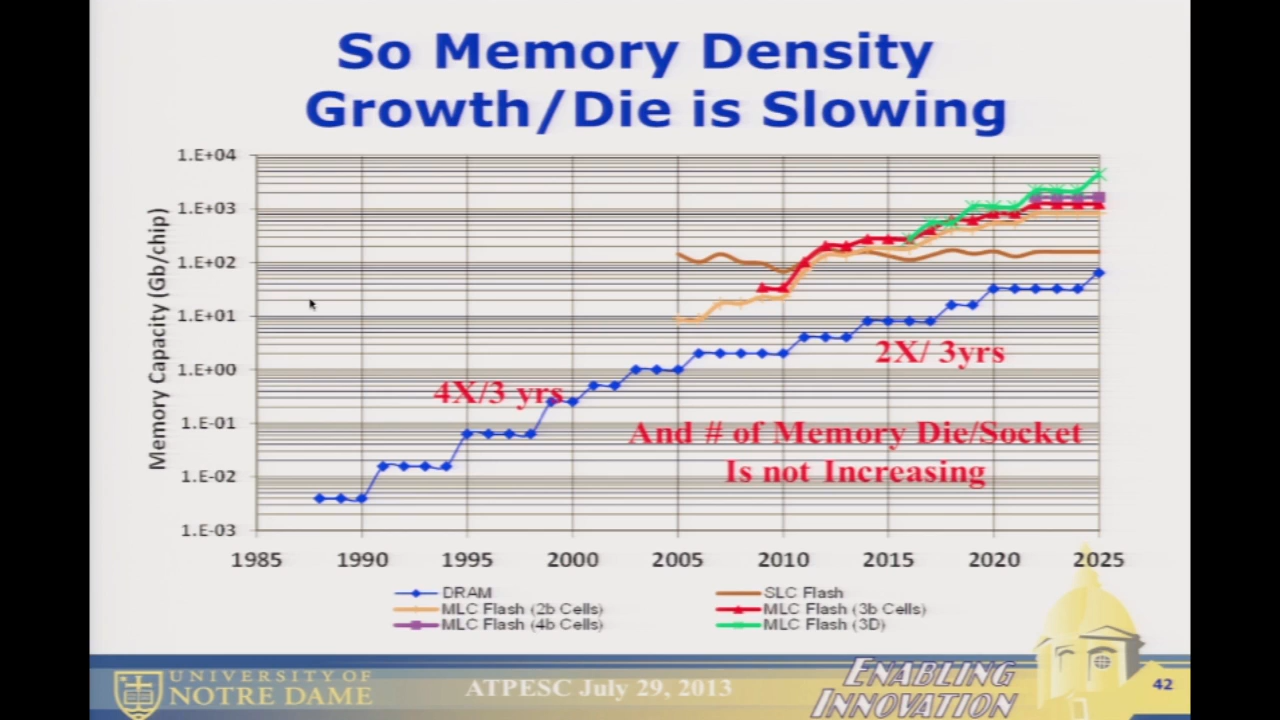 So Memory Density
Growth/Die is Slowing
Memory Capacity (Gb/chip)
1.E+04
1.E+03
1.E+02
1.E+01
1.E+00
1.E-01
1.E-02
1.E-03
4X/3 yrs
2X/ 3yrs
And # of Memory Die/Socket
Is not Increasing
1985 1990 1995 2000 2005 2010 2015 2020 2025
DRAM SLC Flash
MLC Flash (2b Cells) MLC Flash (3b Cells)
MLC Flash (4b Cells) MLC Flash (3D)
UNIVERSITY OF
NOTRE DAME
ATPESC July 29, 2013
ENABLING
INNOVATION
42